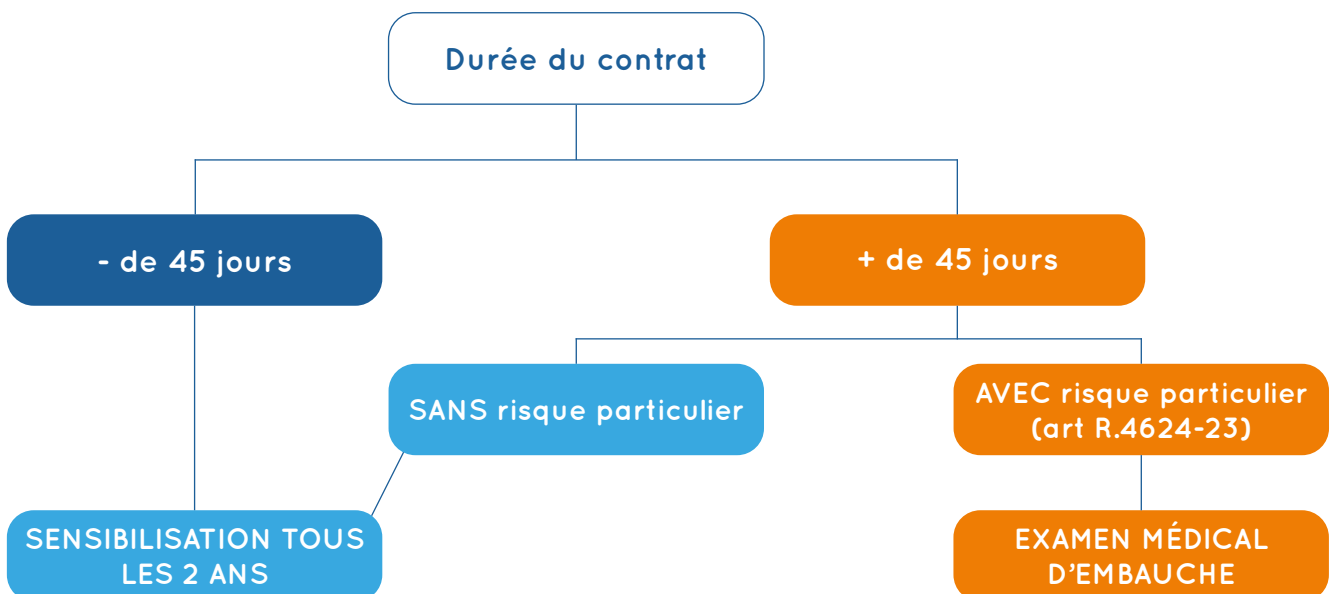 Durée du contrat
- de 45 jours
+ de 45 jours
SANS risque particulier
AVEC risque particulier
(art R.4624-23)
SENSIBILISATION TOUS
LES 2 ANS
EXAMEN MÉDICAL
D'EMBAUCHE